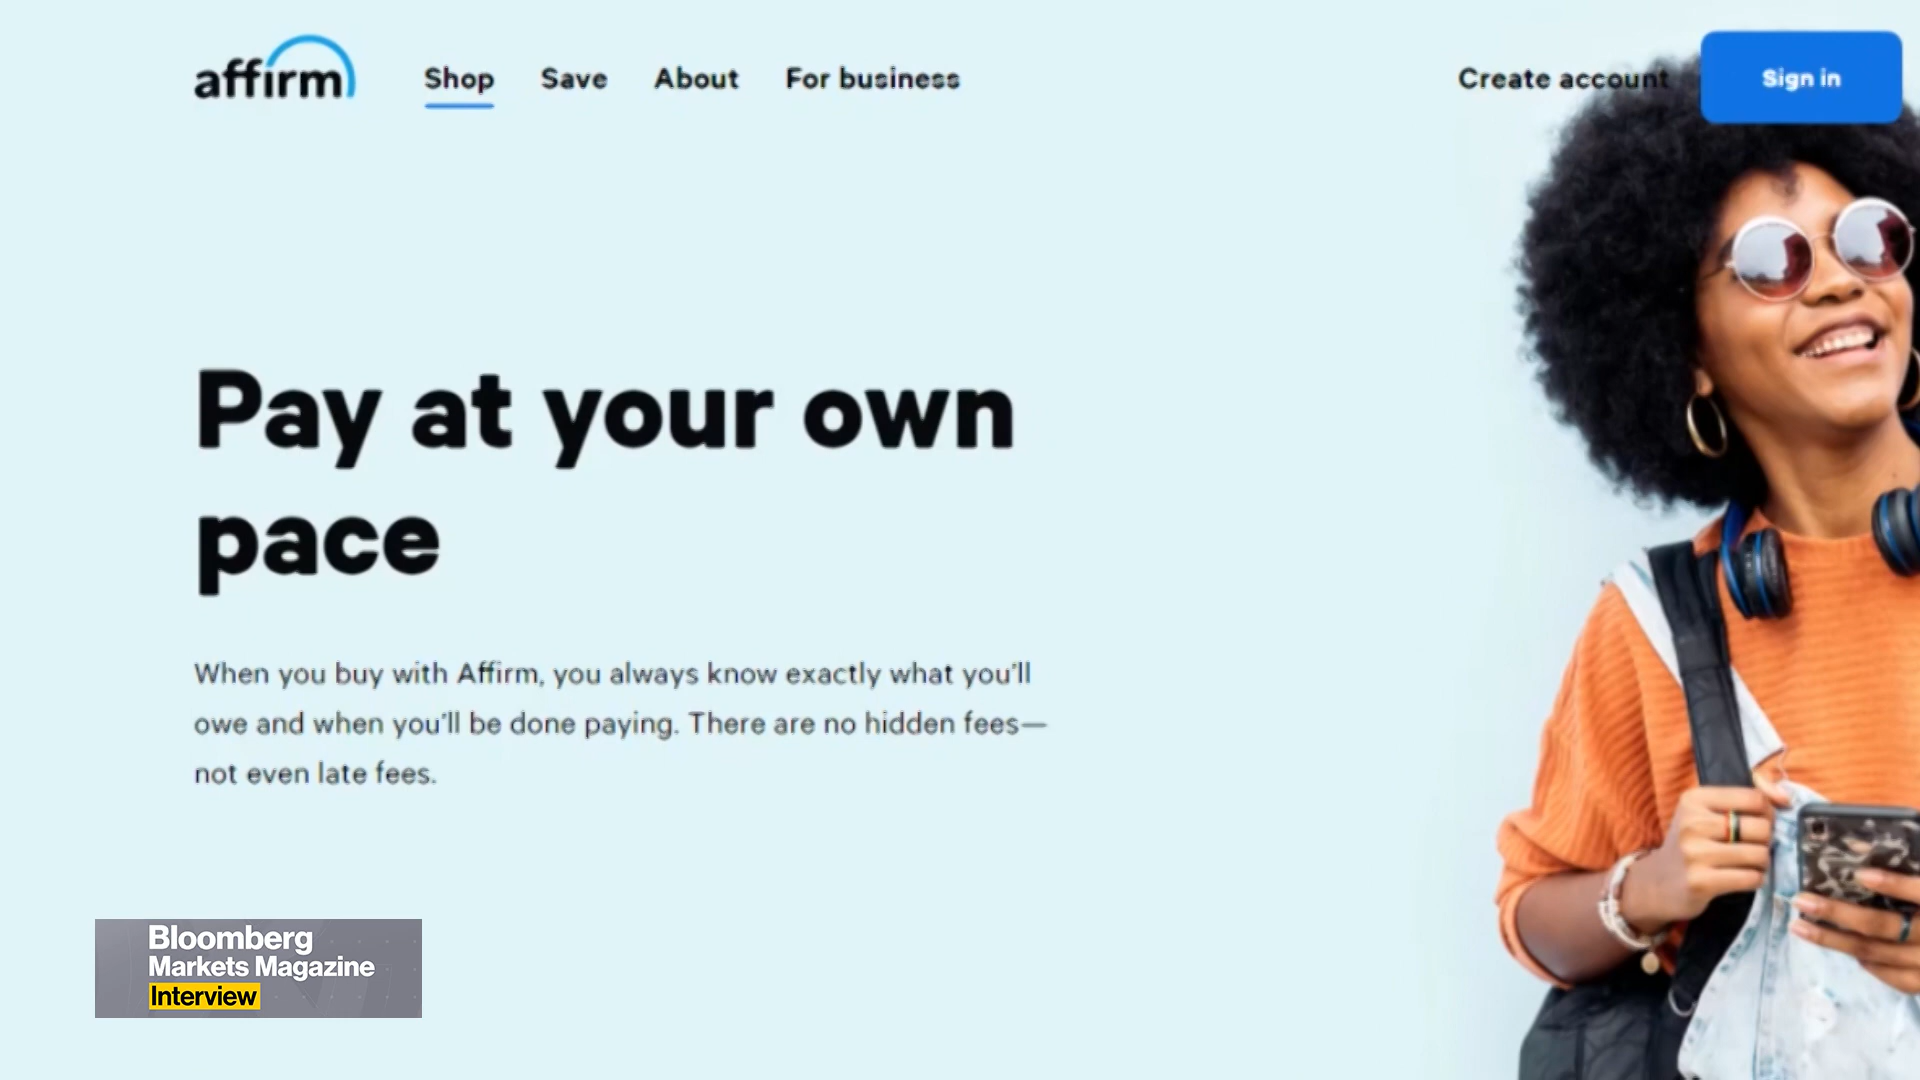 affirm
Shop
Save
About
For business
Create account
Sign in
Pay at your own
pace
When you buy with Affirm, you always know exactly what you'll
owe and when you'll be done paying. There are no hidden fees—
not even late fees.
Bloomberg
Markets Magazine
Interview